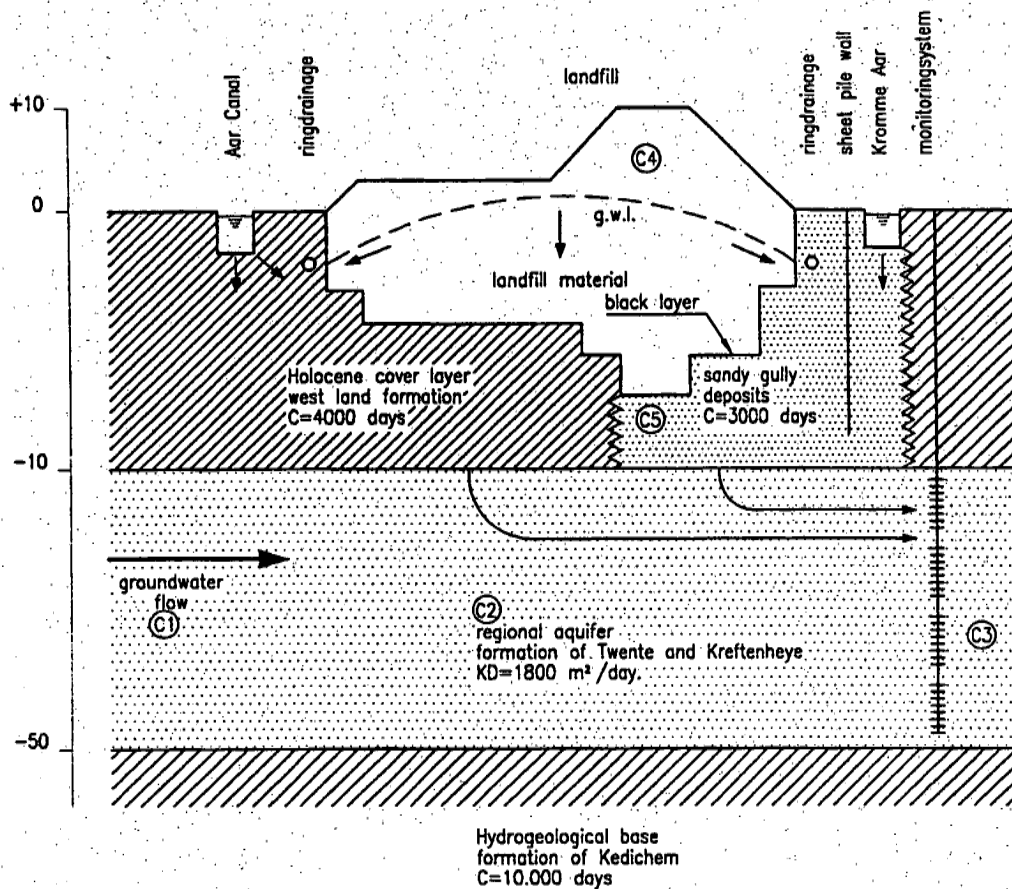 Aar Canal
ringdrainage
landfill
ringdrainage
sheet pile wall
Kromme Aar
monitoringsystem
+10
0
-10
-50
C4
g.w.l.
landfill material
black layer
Holocene cover layer
west land formation
C=4000 days
sandy gully
deposits
C=3000 days
C5
groundwater
flow
C1
C2
regional aquifer
formation of Twente and Kreftenheye
KD=1800 m²/day.
C3
Hydrogeological base
formation of Kedichem
C=10.000 days